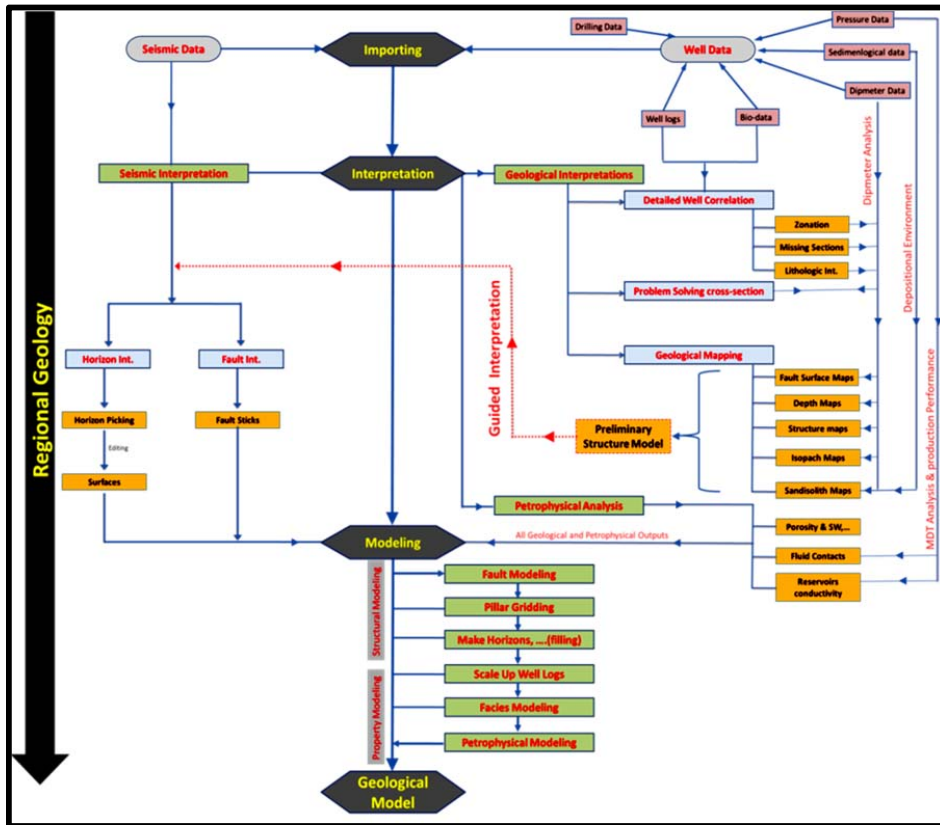 Regional Geology
Seismic Data
Importing
Drilling Data
Well Data
Pressure Data
Sedimenlogical data
Dipmeter Data
Well logs
Bio-data
Seismic Interpretation
Interpretation
Geological Interpretations
Detailed Well Correlation
Zonation
Missing Sections
Lithologic Int.
Problem Solving cross-section
Geological Mapping
Dipmeter Analysis
Depositional Environment
MDT Analysis & production Performance
Guided Interpretation
Horizon Int.
Fault Int.
Horizon Picking
Fault Sticks
Editing
Surfaces
Preliminary
Structure Model
Fault Surface Maps
Depth Maps
Structure maps
Isopach Maps
Sandisolith Maps
Petrophysical Analysis
Porosity & SW,...
Fluid Contacts
Reservoirs
conductivity
All Geological and Petrophysical Outputs
Modeling
Structural Modeling
Fault Modeling
Pillar Gridding
Make Horizons, (filling)
Property Modeling
Scale Up Well Logs
Facies Modeling
Petrophysical Modeling
Geological
Model